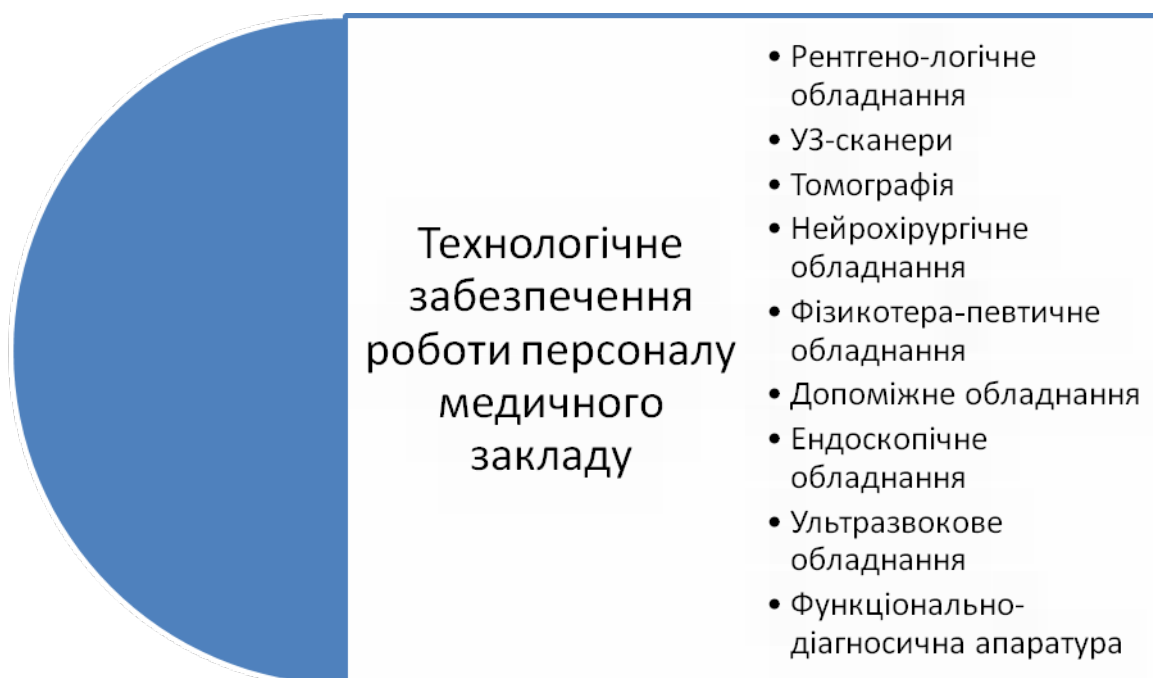 Технологічне
забезпечення
роботи персоналу
медичного
закладу
• Рентгено-логічне
обладнання
• УЗ-сканери
• Томографія
• Нейрохірургічне
обладнання
• Фізикотера-певтичне
обладнання
• Допоміжне обладнання
• Ендоскопічне
обладнання
• Ультразвокове
обладнання
• Функціонально-
діагносична апаратура